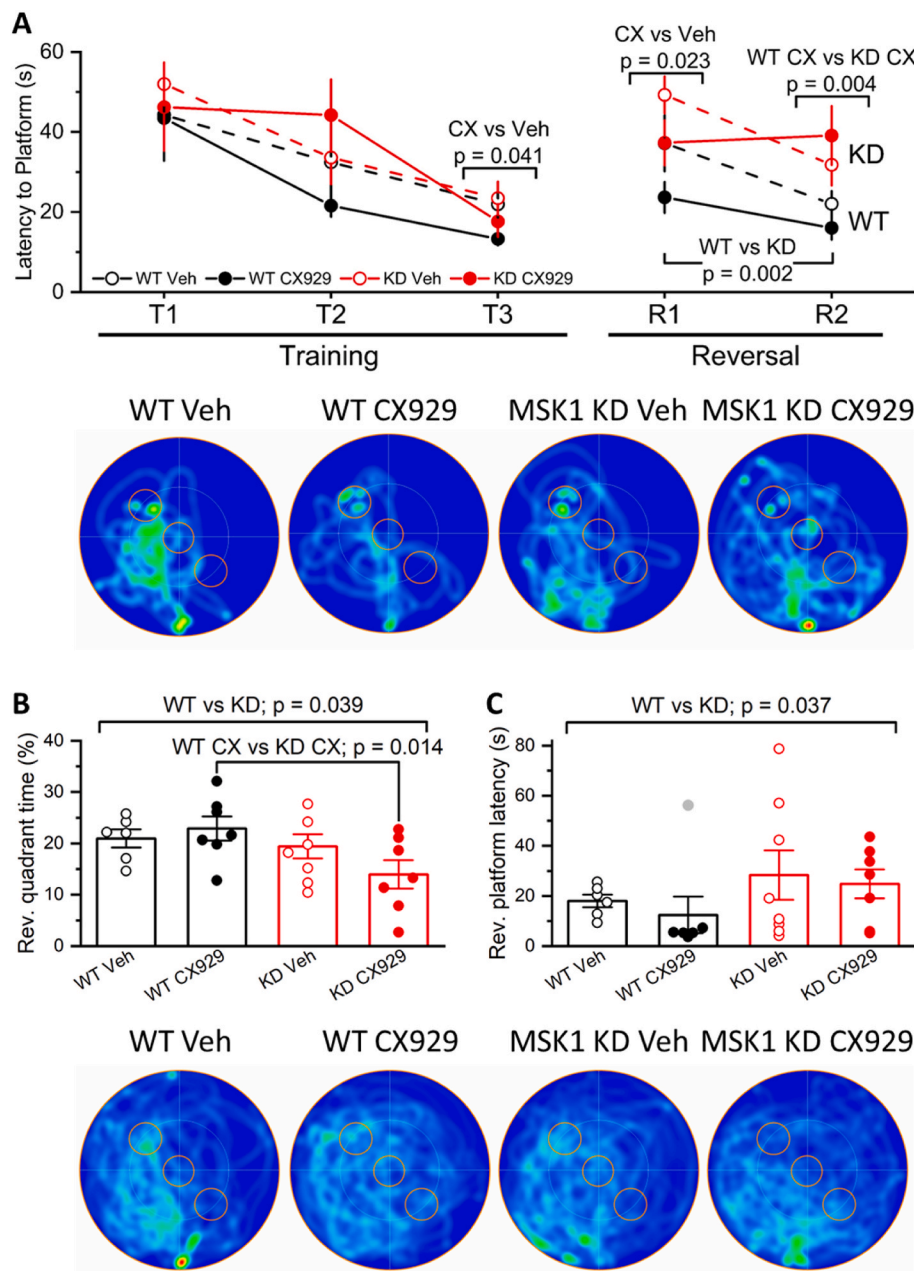 A
Latency to Platform (s)
60
40
20
0
CX vs Veh
p = 0.041
CX vs Veh
p = 0.023
WT CX vs KD CX
p = 0.004
KD
WT
WT vs KD
p = 0.002
WT Veh WT CX929 KD Veh KD CX929
T1 T2 T3 R1 R2
Training Reversal
WT Veh WT CX929 MSK1 KD Veh MSK1 KD CX929
B
WT vs KD; p = 0.039
WT CX vs KD CX; p = 0.014
Rev. quadrant time (%)
40
30
20
10
0
WT Veh WT CX929 KD Veh KD CX929
C
WT vs KD; p = 0.037
Rev. platform latency (s)
80
60
40
20
0
WT Veh WT CX929 KD Veh KD CX929
WT Veh WT CX929 MSK1 KD Veh MSK1 KD CX929